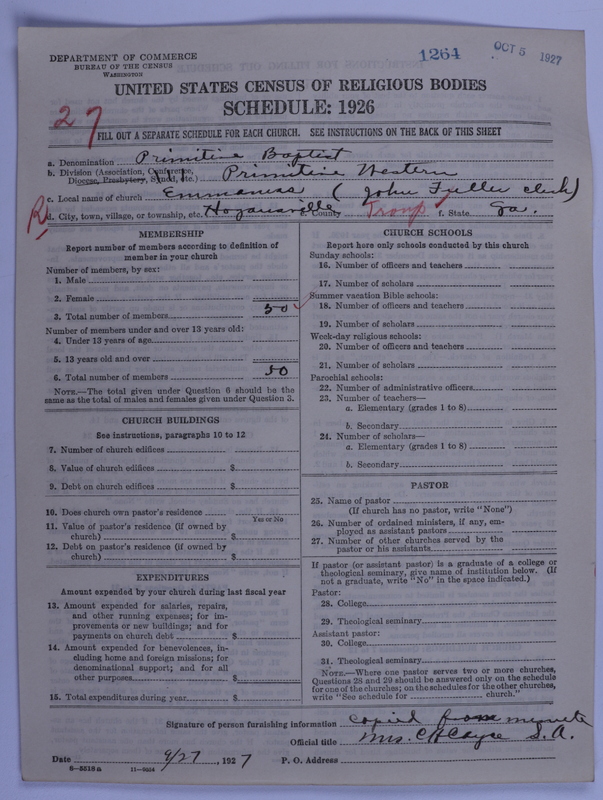 DEPARTMENT OF COMMERCE
BUREAU OF THE CENSUS
WASHINGTON
1264
OCT 5 1927
UNITED STATES CENSUS OF RELIGIOUS BODIES
SCHEDULE: 1926
27
FILL OUT A SEPARATE SCHEDULE FOR EACH CHURCH. SEE INSTRUCTIONS ON THE BACK OF THIS SHEET
a. Denomination Primitive Baptist
b. Division (Association, Conference, Diocese, Presbytery, Synod, etc.) Primitive Western
c. Local name of church Emmanuas (John Fuller clerk)
R
d. City, town, village, or township, etc. Hogansville e. County Troup f. State Ga.
MEMBERSHIP
Report number of members according to definition of
member in your church
Number of members, by sex:
1. Male
2. Female
3. Total number of members 50
Number of members under and over 13 years old:
4. Under 13 years of age
5. 13 years old and over
6. Total number of members 50
NOTE.—The total given under Question 6 should be the
same as the total of males and females given under Question 3.
CHURCH BUILDINGS
See instructions, paragraphs 10 to 12
7. Number of church edifices
8. Value of church edifices $
9. Debt on church edifices $
10. Does church own pastor's residence
Yes or No
11. Value of pastor's residence (if owned by
church) $
12. Debt on pastor's residence (if owned by
church) $
EXPENDITURES
Amount expended by your church during last fiscal year
13. Amount expended for salaries, repairs,
and other running expenses; for im-
provements or new buildings; and for
payments on church debt $
14. Amount expended for benevolences, in-
cluding home and foreign missions; for
denominational support; and for all
other purposes $
15. Total expenditures during year $
CHURCH SCHOOLS
Report here only schools conducted by this church
Sunday schools:
16. Number of officers and teachers
17. Number of scholars
Summer vacation Bible schools:
18. Number of officers and teachers
19. Number of scholars
Week-day religious schools:
20. Number of officers and teachers
21. Number of scholars
Parochial schools:
22. Number of administrative officers
23. Number of teachers—
a. Elementary (grades 1 to 8)
b. Secondary
24. Number of scholars—
a. Elementary (grades 1 to 8)
b. Secondary
PASTOR
25. Name of pastor
(If church has no pastor, write "None")
26. Number of ordained ministers, if any, em-
ployed as assistant pastors
27. Number of other churches served by the
pastor or his assistants
If pastor (or assistant pastor) is a graduate of a college or
theological seminary, give name of institution below. (If
not a graduate, write "No" in the space indicated.)
Pastor:
28. College
29. Theological seminary
Assistant pastor:
30. College
31. Theological seminary
NOTE.—Where one pastor serves two or more churches,
Questions 28 and 29 should be answered only on the schedule
for one of the churches; on the schedules for the other churches,
write "See schedule for church."
Signature of person furnishing information copied from minute
Official title Mrs. C H Cayce S. A.
Date 9/27, 1927 P. O. Address
8—5518a 11—9054